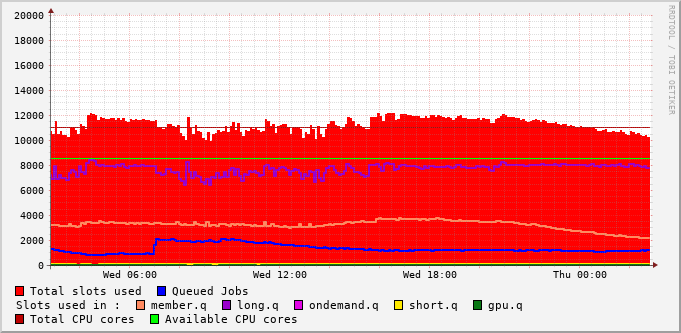 20000
18000
16000
14000
12000
10000
8000
6000
4000
2000
0
Wed 06:00 Wed 12:00 Wed 18:00 Thu 00:00
RRDTOOL / TOBI OETIKER
Total slots used Queued Jobs
Slots used in : member.q long.q ondemand.q short.q gpu.q
Total CPU cores Available CPU cores